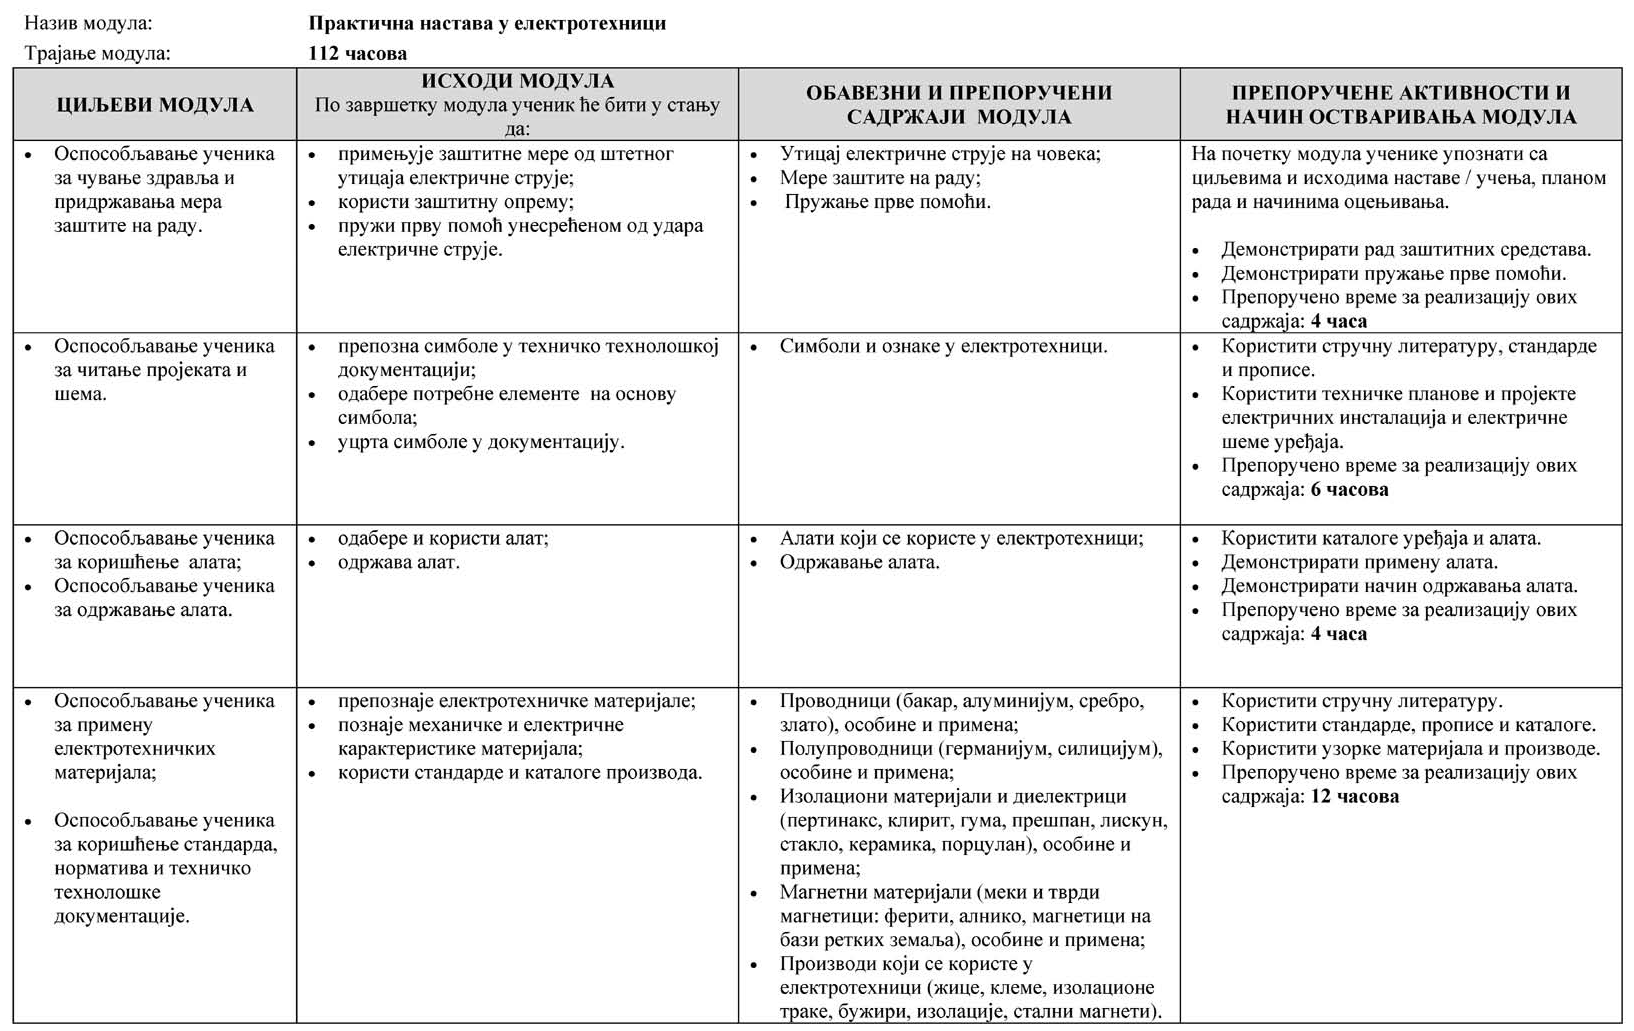 Назив модула: Практична настава у електротехници
Трајање модула: 112 часова
ЦИЉЕВИ МОДУЛА
ИСХОДИ МОДУЛА
По завршетку модула ученик ће бити у стању
да:
ОБАВЕЗНИ И ПРЕПОРУЧЕНИ
САДРЖАЈИ МОДУЛА
ПРЕПОРУЧЕНЕ АКТИВНОСТИ И
НАЧИН ОСТВАРИВАЊА МОДУЛА
• Оспособљавање ученика
за чување здравља и
придржавања мера
заштите на раду.
• примењује заштитне мере од штетног
утицаја електричне струје;
• користи заштитну опрему;
• пружи прву помоћ унесрећеном од удара
електричне струје.
• Утицај електричне струје на човека;
• Мере заштите на раду;
• Пружање прве помоћи.
На почетку модула ученике упознати са
циљевима и исходима наставе / учења, планом
рада и начинима оцењивања.
• Демонстрирати рад заштитних средстава.
• Демонстрирати пружање прве помоћи.
• Препоручено време за реализацију ових
садржаја: 4 часа
• Оспособљавање ученика
за читање пројеката и
шема.
• препозна симболе у техничко технолошкој
документацији;
• одабере потребне елементе на основу
симбола;
• уцрта симболе у документацију.
• Симболи и ознаке у електротехници.
• Користити стручну литературу, стандарде
и прописе.
• Користити техничке планове и пројекте
електричних инсталација и електричне
шеме уређаја.
• Препоручено време за реализацију ових
садржаја: 6 часова
• Оспособљавање ученика
за коришћење алата;
• Оспособљавање ученика
за одржавање алата.
• одабере и користи алат;
• одржава алат.
• Алати који се користе у електротехници;
• Одржавање алата.
• Користити каталоге уређаја и алата.
• Демонстрирати примену алата.
• Демонстрирати начин одржавања алата.
• Препоручено време за реализацију ових
садржаја: 4 часа
• Оспособљавање ученика
за примену
електротехничких
материјала;
• Оспособљавање ученика
за коришћење стандарда,
норматива и техничко
технолошке
документације.
• препознаје електротехничке материјале;
• познаје механичке и електричне
карактеристике материјала;
• користи стандарде и каталоге производа.
• Проводници (бакар, алуминијум, сребро,
злато), особине и примена;
• Полупроводници (германијум, силицијум),
особине и примена;
• Изолациони материјали и диелектрици
(пертинакс, клирит, гума, прешпан, лискун,
стакло, керамика, порцулан), особине и
примена;
• Магнетни материјали (меки и тврди
магнетици: ферити, алнико, магнетици на
бази ретких земаља), особине и примена;
• Производи који се користе у
електротехници (жице, клеме, изолационе
траке, бужири, изолације, стални магнети).
• Користити стручну литературу.
• Користити стандарде, прописе и каталоге.
• Користити узорке материјала и производе.
• Препоручено време за реализацију ових
садржаја: 12 часова